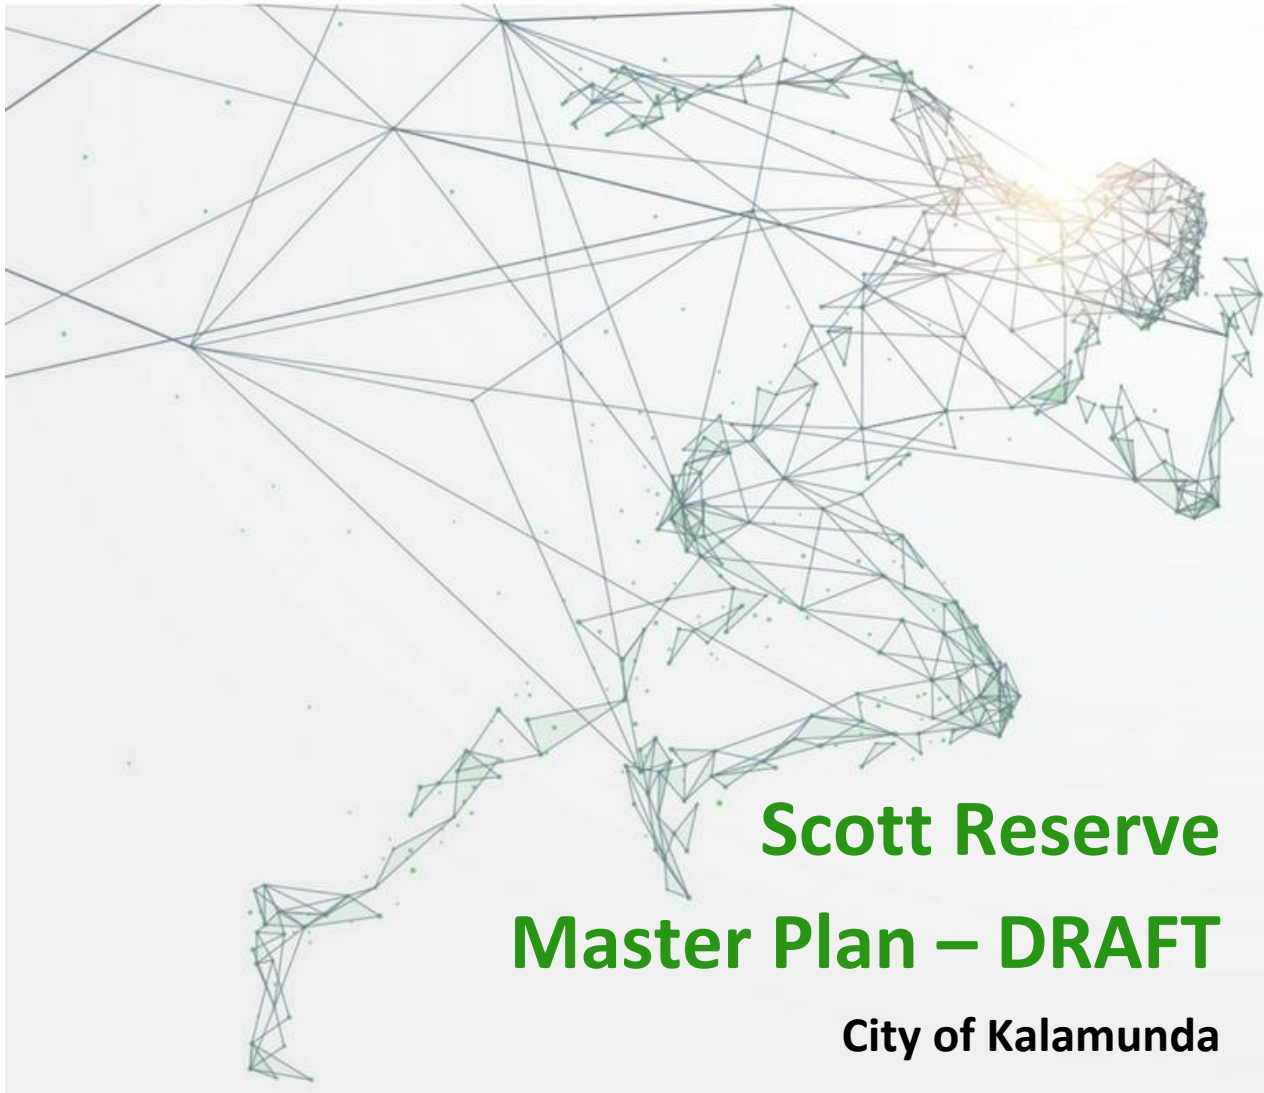 Scott Reserve
Master Plan – DRAFT
City of Kalamunda